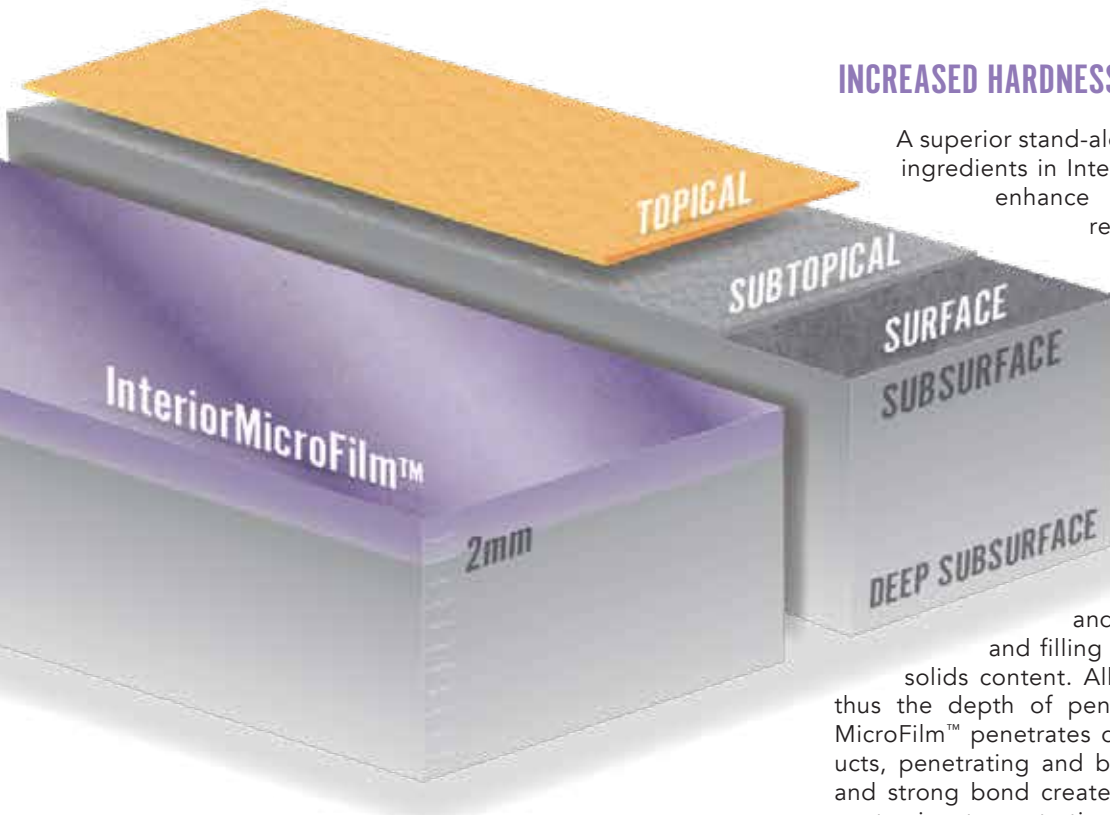 INCREASED HARDNESS
A superior stand-alo
ingredients in Inte
enhance
re
TOPICAL
SUBTOPICAL
SURFACE
SUBSURFACE
DEEP SUBSURFACE
InteriorMicroFilm™
2mm
and
and filling
solids content. All
thus the depth of pen
MicroFilm™ penetrates c
ucts, penetrating and b
and strong bond create